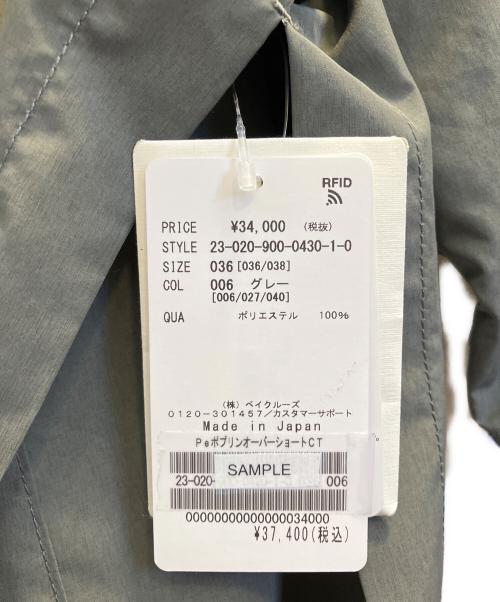 RFID
PRICE ¥34,000 (税抜)
STYLE 23-020-900-0430-1-0
SIZE 036[036/038]
COL 006 グレー
[006/027/040]
QUA ポリエステル 100%
(株)ベイクルーズ
0120-301457/カスタマーサポート
Made in Japan
PeポプリンオーバーショートCT
SAMPLE
23-020- 006
00000000000000034000
¥37,400(税込)